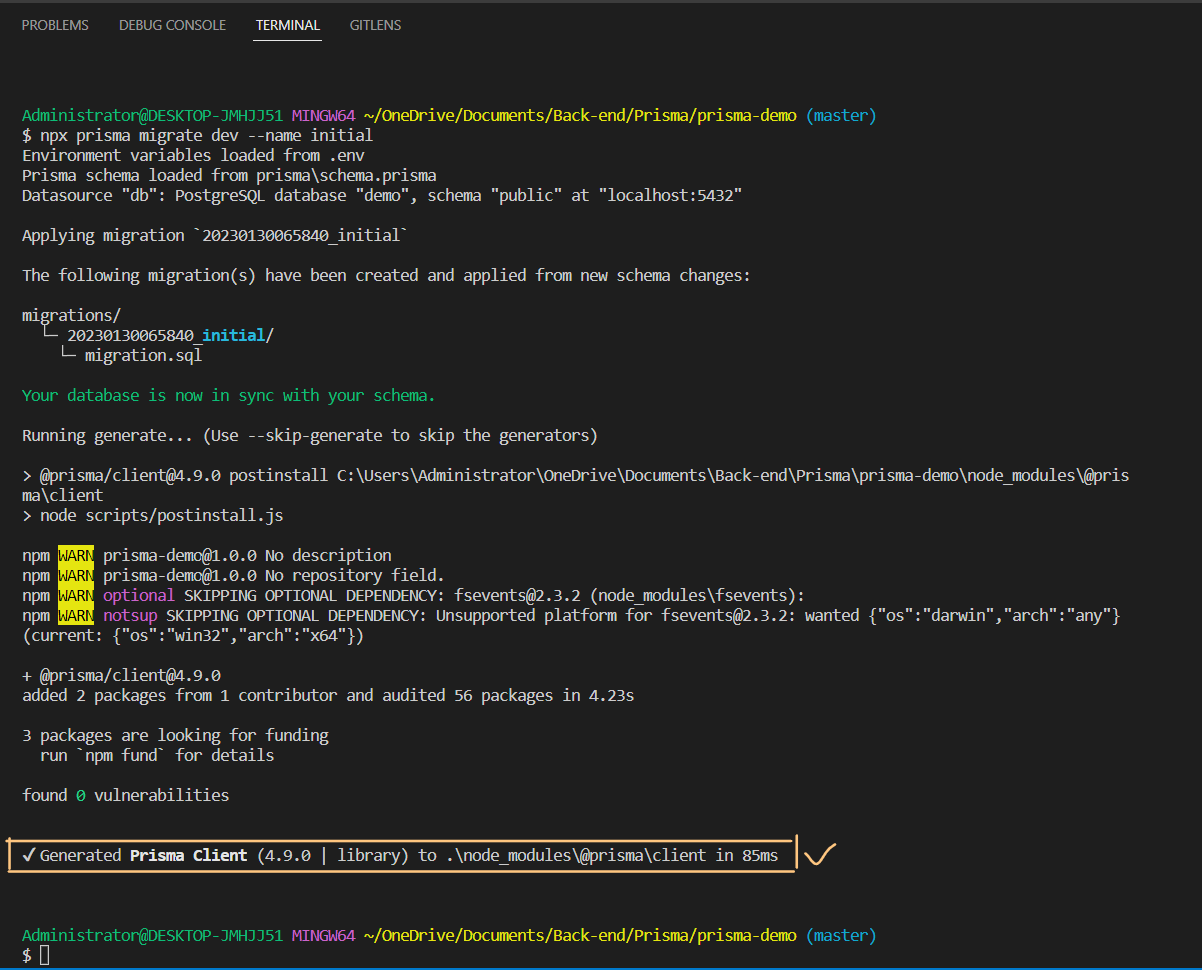 PROBLEMS DEBUG CONSOLE TERMINAL GITLENS
Administrator@DESKTOP-JMHJJ51 MINGW64 ~/OneDrive/Documents/Back-end/Prisma/prisma-demo (master)
$ npx prisma migrate dev --name initial
Environment variables loaded from .env
Prisma schema loaded from prisma\schema.prisma
Datasource "db": PostgreSQL database "demo", schema "public" at "localhost:5432"
Applying migration `20230130065840_initial`
The following migration(s) have been created and applied from new schema changes:
migrations/
└─ 20230130065840_initial/
└─ migration.sql
Your database is now in sync with your schema.
Running generate... (Use --skip-generate to skip the generators)
> @prisma/client@4.9.0 postinstall C:\Users\Administrator\OneDrive\Documents\Back-end\Prisma\prisma-demo\node_modules\@pris
ma\client
> node scripts/postinstall.js
npm WARN prisma-demo@1.0.0 No description
npm WARN prisma-demo@1.0.0 No repository field.
npm WARN optional SKIPPING OPTIONAL DEPENDENCY: fsevents@2.3.2 (node_modules\fsevents):
npm WARN notsup SKIPPING OPTIONAL DEPENDENCY: Unsupported platform for fsevents@2.3.2: wanted {"os":"darwin","arch":"any"}
(current: {"os":"win32","arch":"x64"})
+ @prisma/client@4.9.0
added 2 packages from 1 contributor and audited 56 packages in 4.23s
3 packages are looking for funding
run `npm fund` for details
found 0 vulnerabilities
✔ Generated Prisma Client (4.9.0 | library) to .\node_modules\@prisma\client in 85ms
Administrator@DESKTOP-JMHJJ51 MINGW64 ~/OneDrive/Documents/Back-end/Prisma/prisma-demo (master)
$